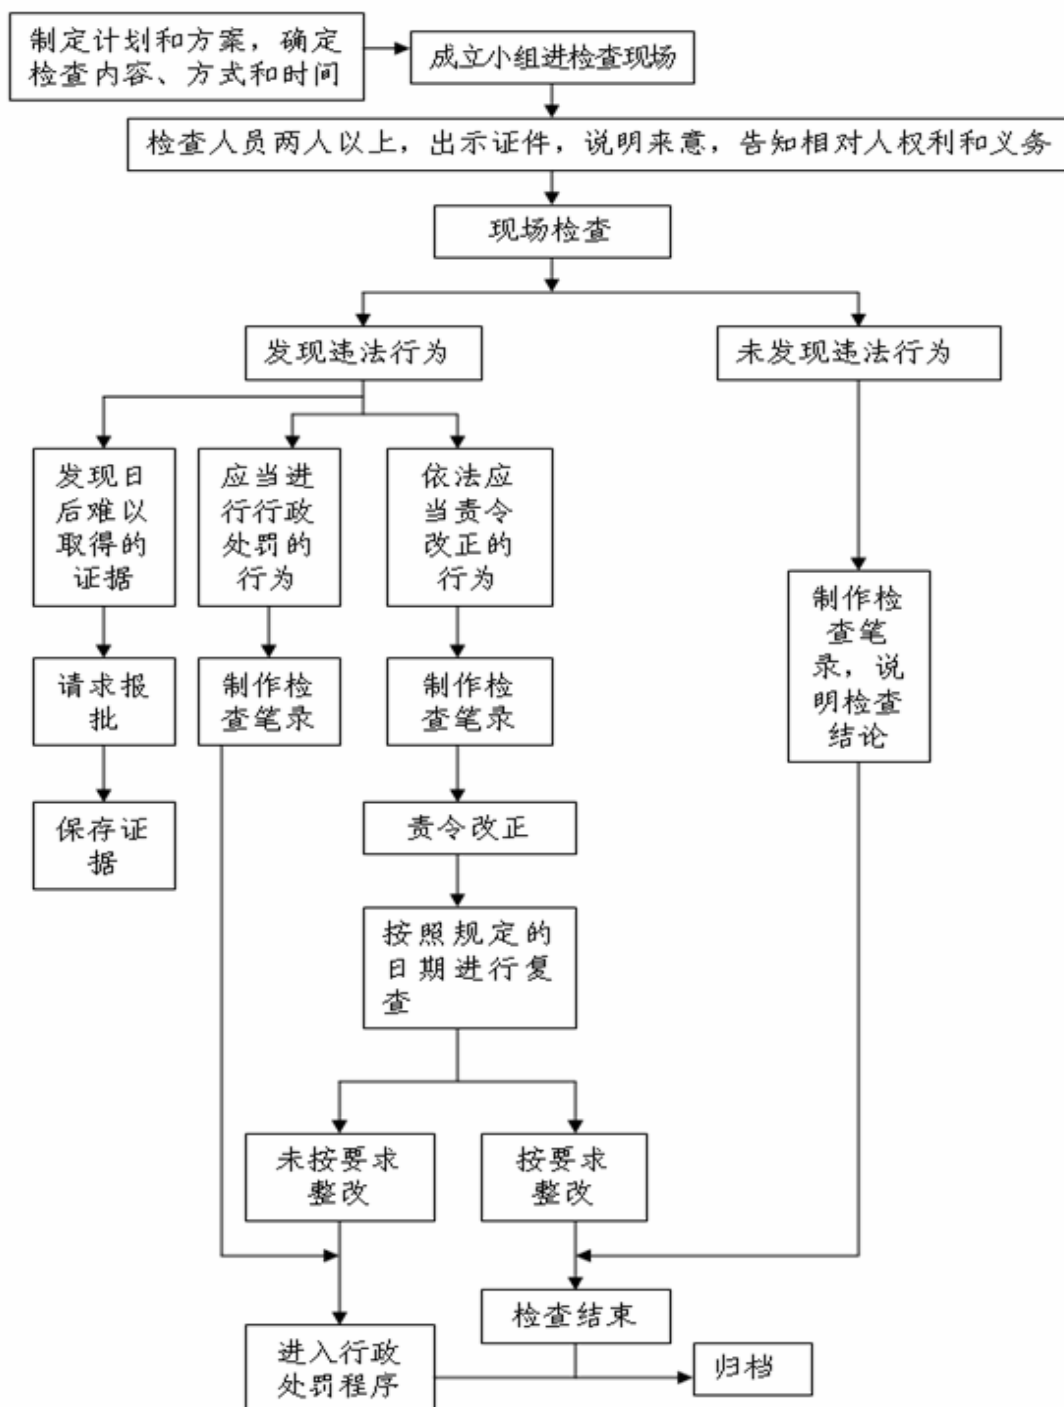 制定计划和方案，确定
检查内容、方式和时间
成立小组进检查现场
检查人员两人以上，出示证件，说明来意，告知相对人权利和义务
现场检查
发现违法行为
未发现违法行为
发现日
后难以
取得的
证据
应当进
行行政
处罚的
行为
依法应
当责令
改正的
行为
制作检
查笔
录，说
明检查
结论
请求报
批
制作检
查笔录
制作检
查笔录
保存证
据
责令改正
按照规定的
日期进行复
查
未按要求
整改
按要求
整改
检查结束
进入行政
处罚程序
归档